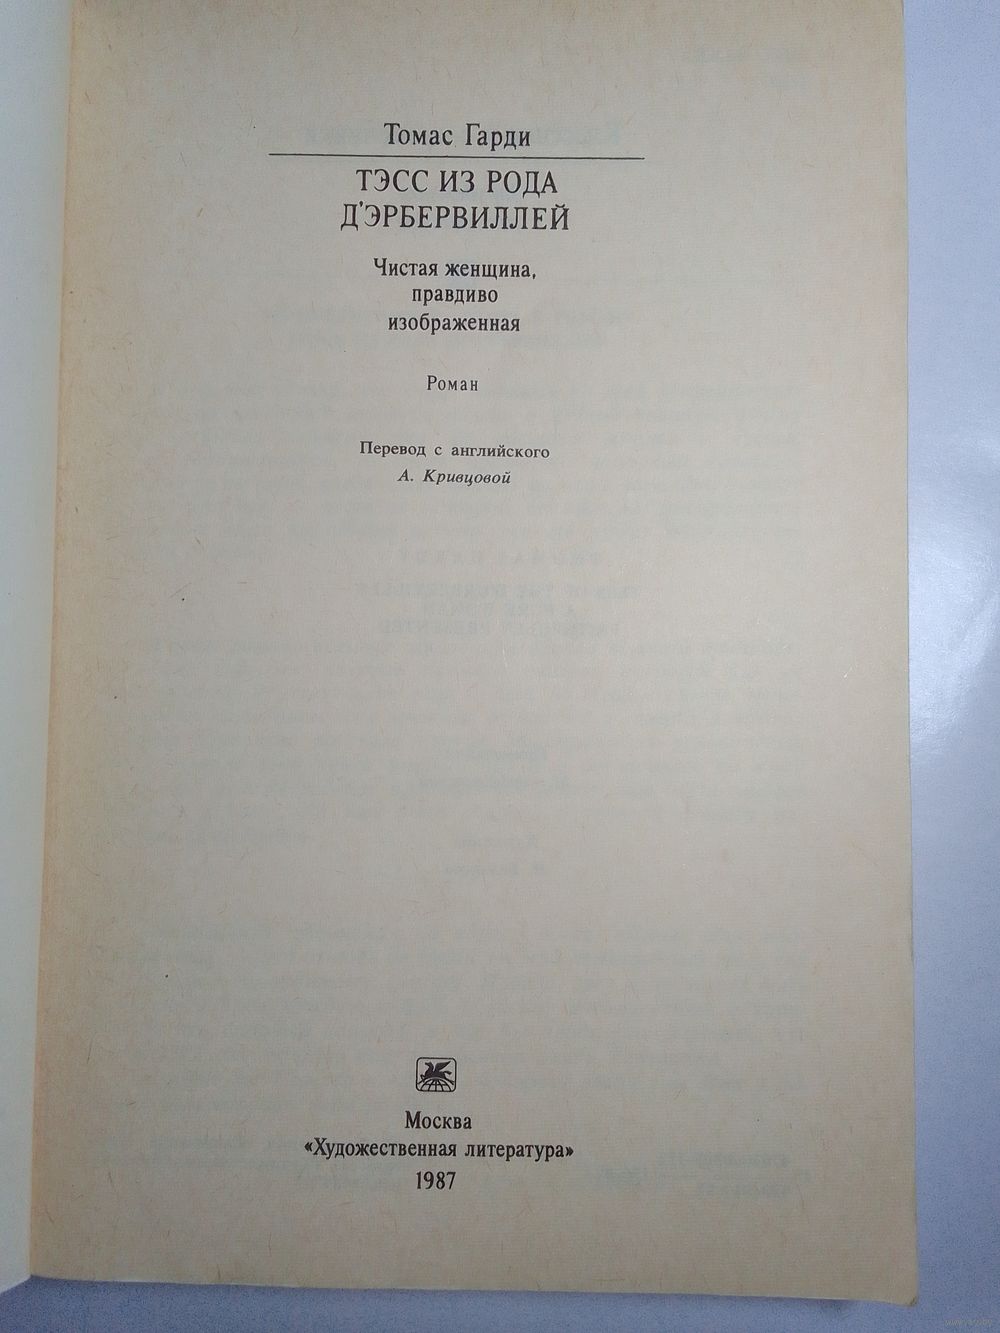 Томас Гарди
ТЭСС ИЗ РОДА
Д'ЭРБЕРВИЛЛЕЙ
Чистая женщина,
правдиво
изображенная
Роман
Перевод с английского
А. Кривцовой
Москва
«Художественная литература»
1987